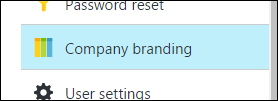 Password reset
Company branding
User settings